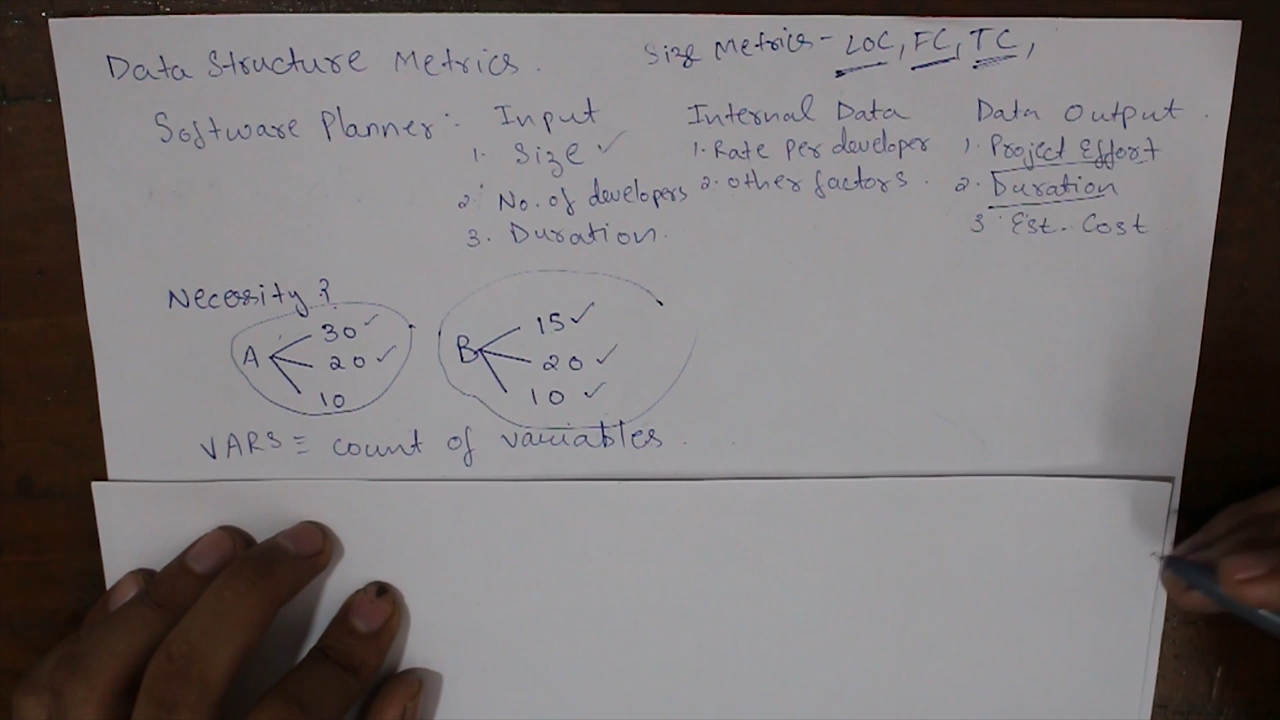 Data Structure Metrics.
Size Metrics - LOC, FC, TC,
Software Planner: Input Internal Data Data Output.
1. Size ✓ 1. Rate per developer 1. Project Effort
2. No. of developers 2. Other factors. 2. Duration
3. Duration. 3. Est. Cost
Necesity?
A 30 ✓ B 15 ✓
20 ✓ 20 ✓
10 10 ✓
VARS ≡ count of variables.